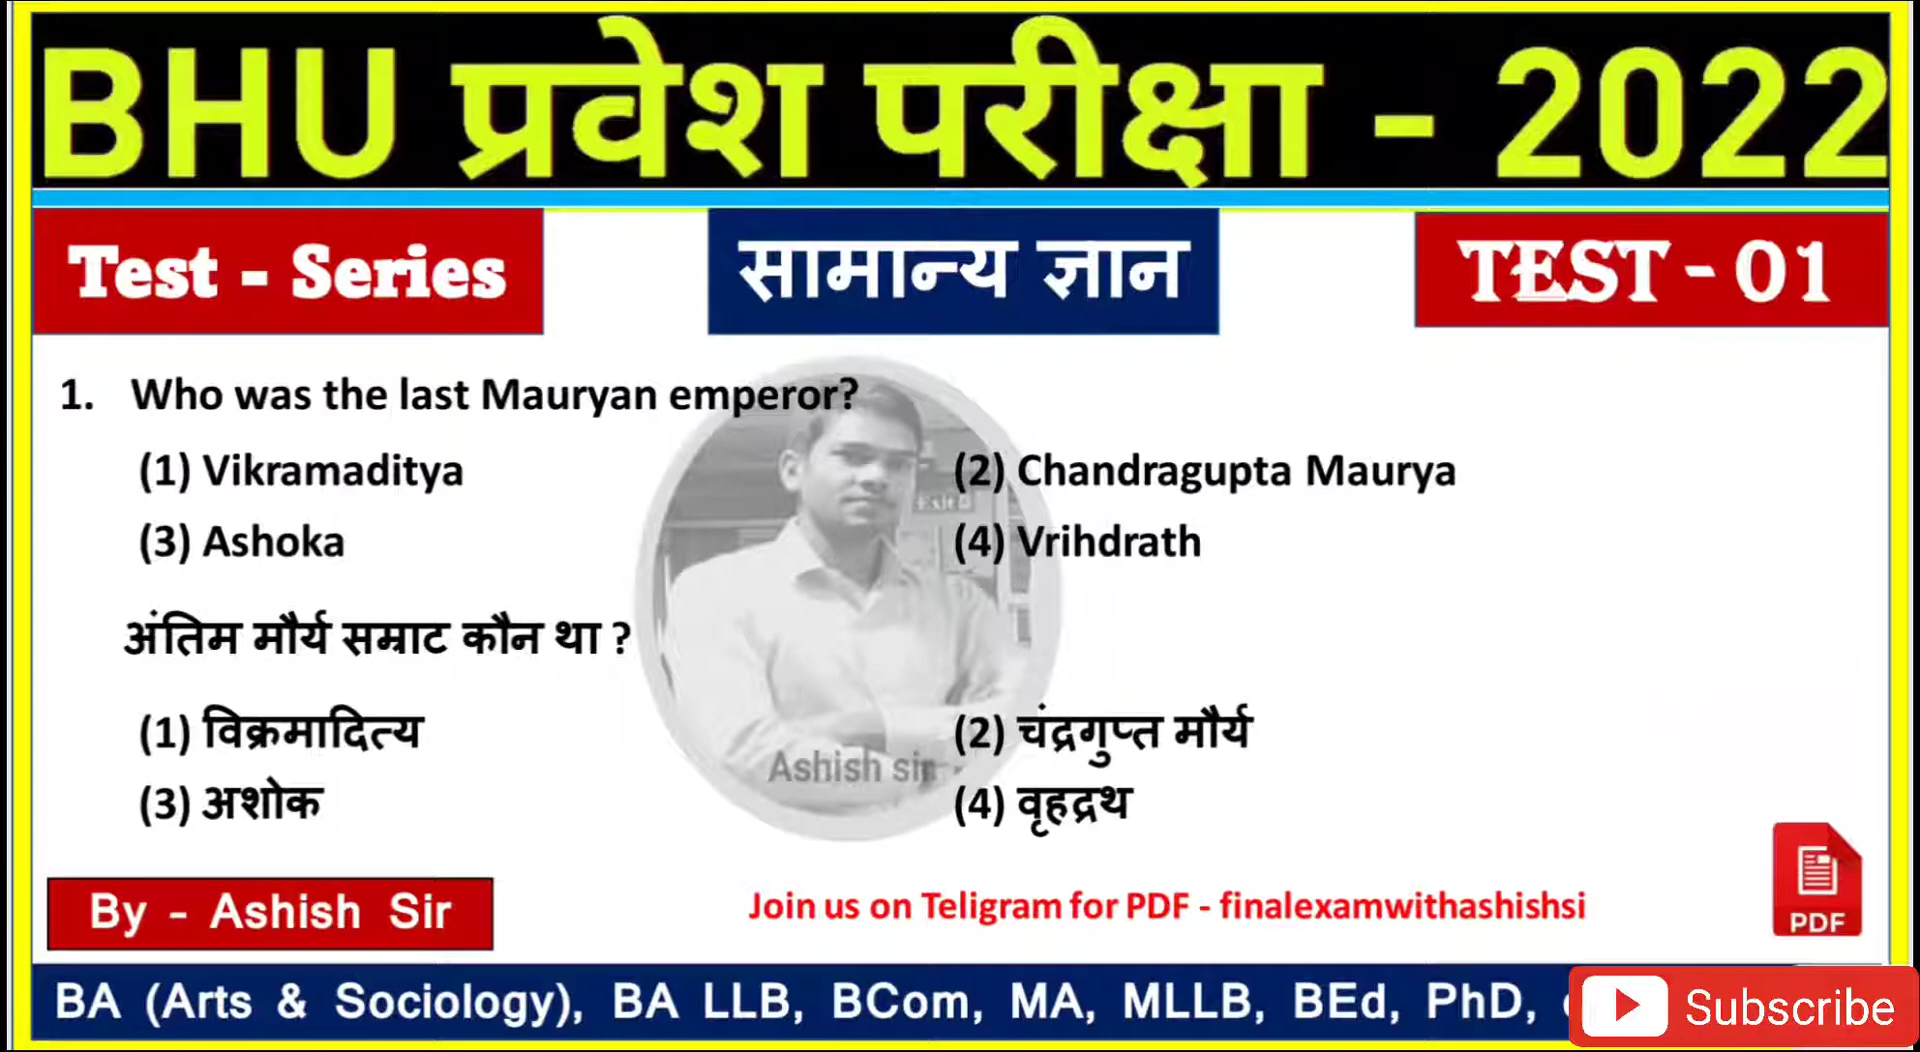 BHU प्रवेश परीक्षा - 2022
Test - Series
सामान्य ज्ञान
TEST - 01
1. Who was the last Mauryan emperor?
(1) Vikramaditya (2) Chandragupta Maurya
(3) Ashoka (4) Vrihdrath
Exit
अंतिम मौर्य सम्राट कौन था ?
(1) विक्रमादित्य (2) चंद्रगुप्त मौर्य
Ashish sir
(3) अशोक (4) वृहद्रथ
By - Ashish Sir
Join us on Teligram for PDF - finalexamwithashishsi
PDF
BA (Arts & Sociology), BA LLB, BCom, MA, MLLB, BEd, PhD,
Subscribe